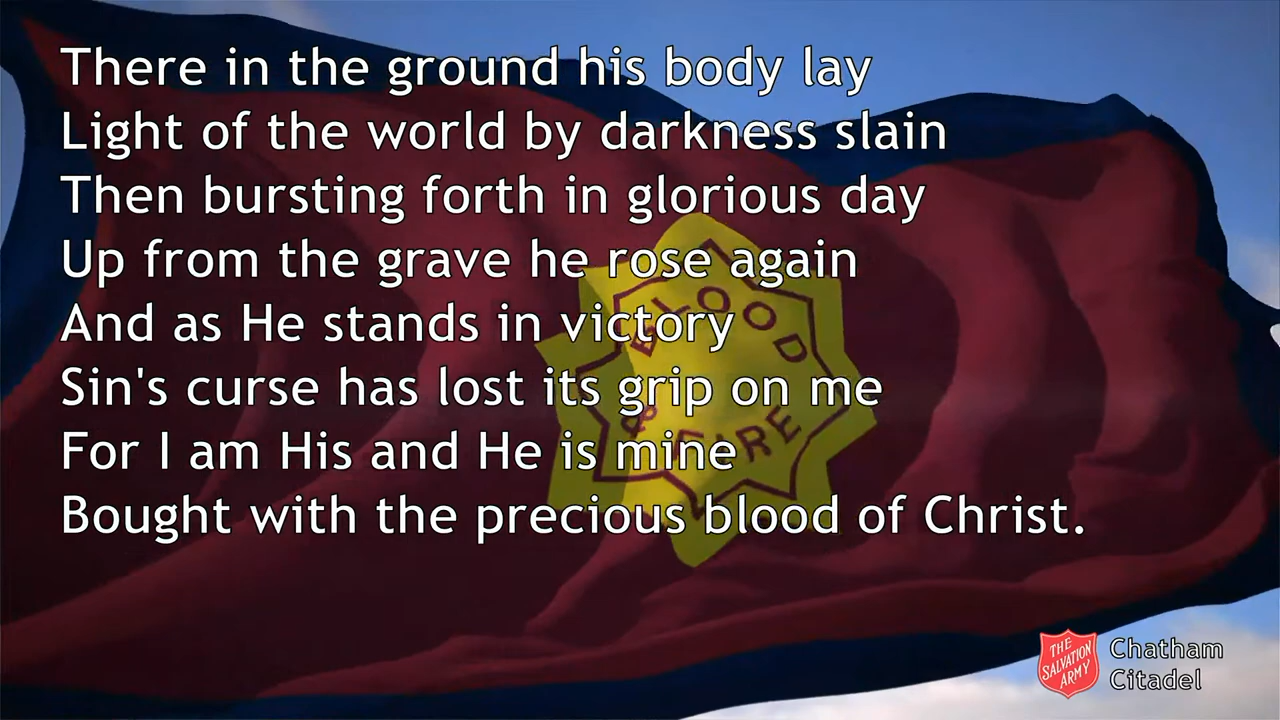 There in the ground his body lay
Light of the world by darkness slain
Then bursting forth in glorious day
Up from the grave he rose again
And as He stands in victory
Sin's curse has lost its grip on me
For I am His and He is mine
Bought with the precious blood of Christ.
BLOOD
& FIRE
THE
SALVATION
ARMY
Chatham
Citadel